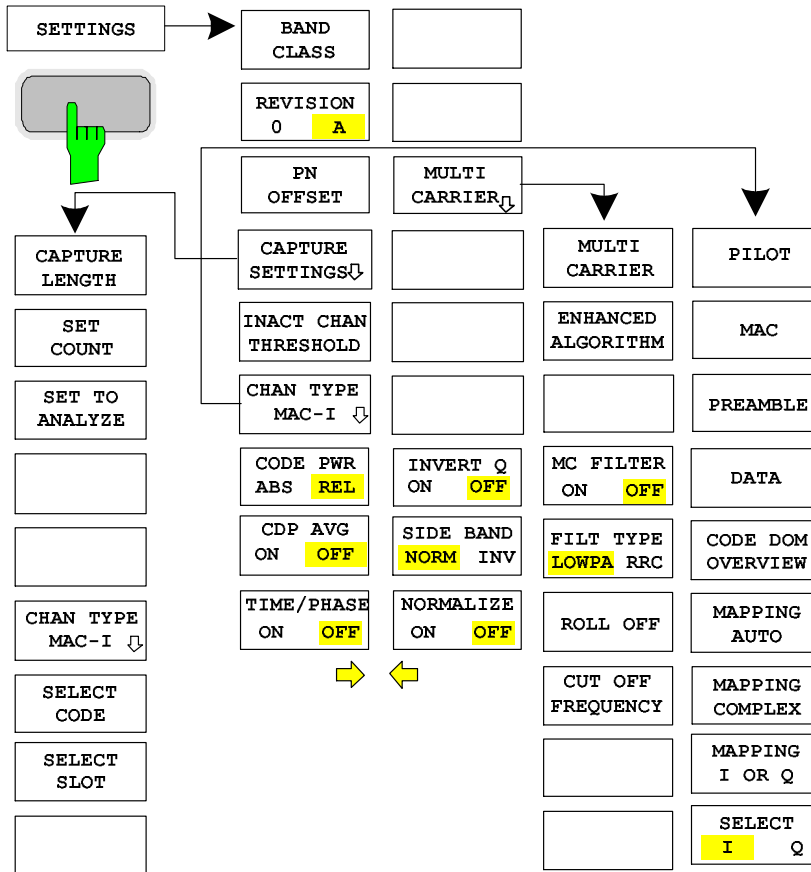 SETTINGS
BAND
CLASS
REVISION
0 A
PN
OFFSET
MULTI
CARRIER
CAPTURE
LENGTH
CAPTURE
SETTINGS
MULTI
CARRIER
PILOT
SET
COUNT
INACT CHAN
THRESHOLD
ENHANCED
ALGORITHM
MAC
SET TO
ANALYZE
CHAN TYPE
MAC-I
PREAMBLE
CODE PWR
ABS REL
INVERT Q
ON OFF
MC FILTER
ON OFF
DATA
CDP AVG
ON OFF
SIDE BAND
NORM INV
FILT TYPE
LOWPA RRC
CODE DOM
OVERVIEW
CHAN TYPE
MAC-I
TIME/PHASE
ON OFF
NORMALIZE
ON OFF
ROLL OFF
MAPPING
AUTO
SELECT
CODE
CUT OFF
FREQUENCY
MAPPING
COMPLEX
SELECT
SLOT
MAPPING
I OR Q
SELECT
I Q